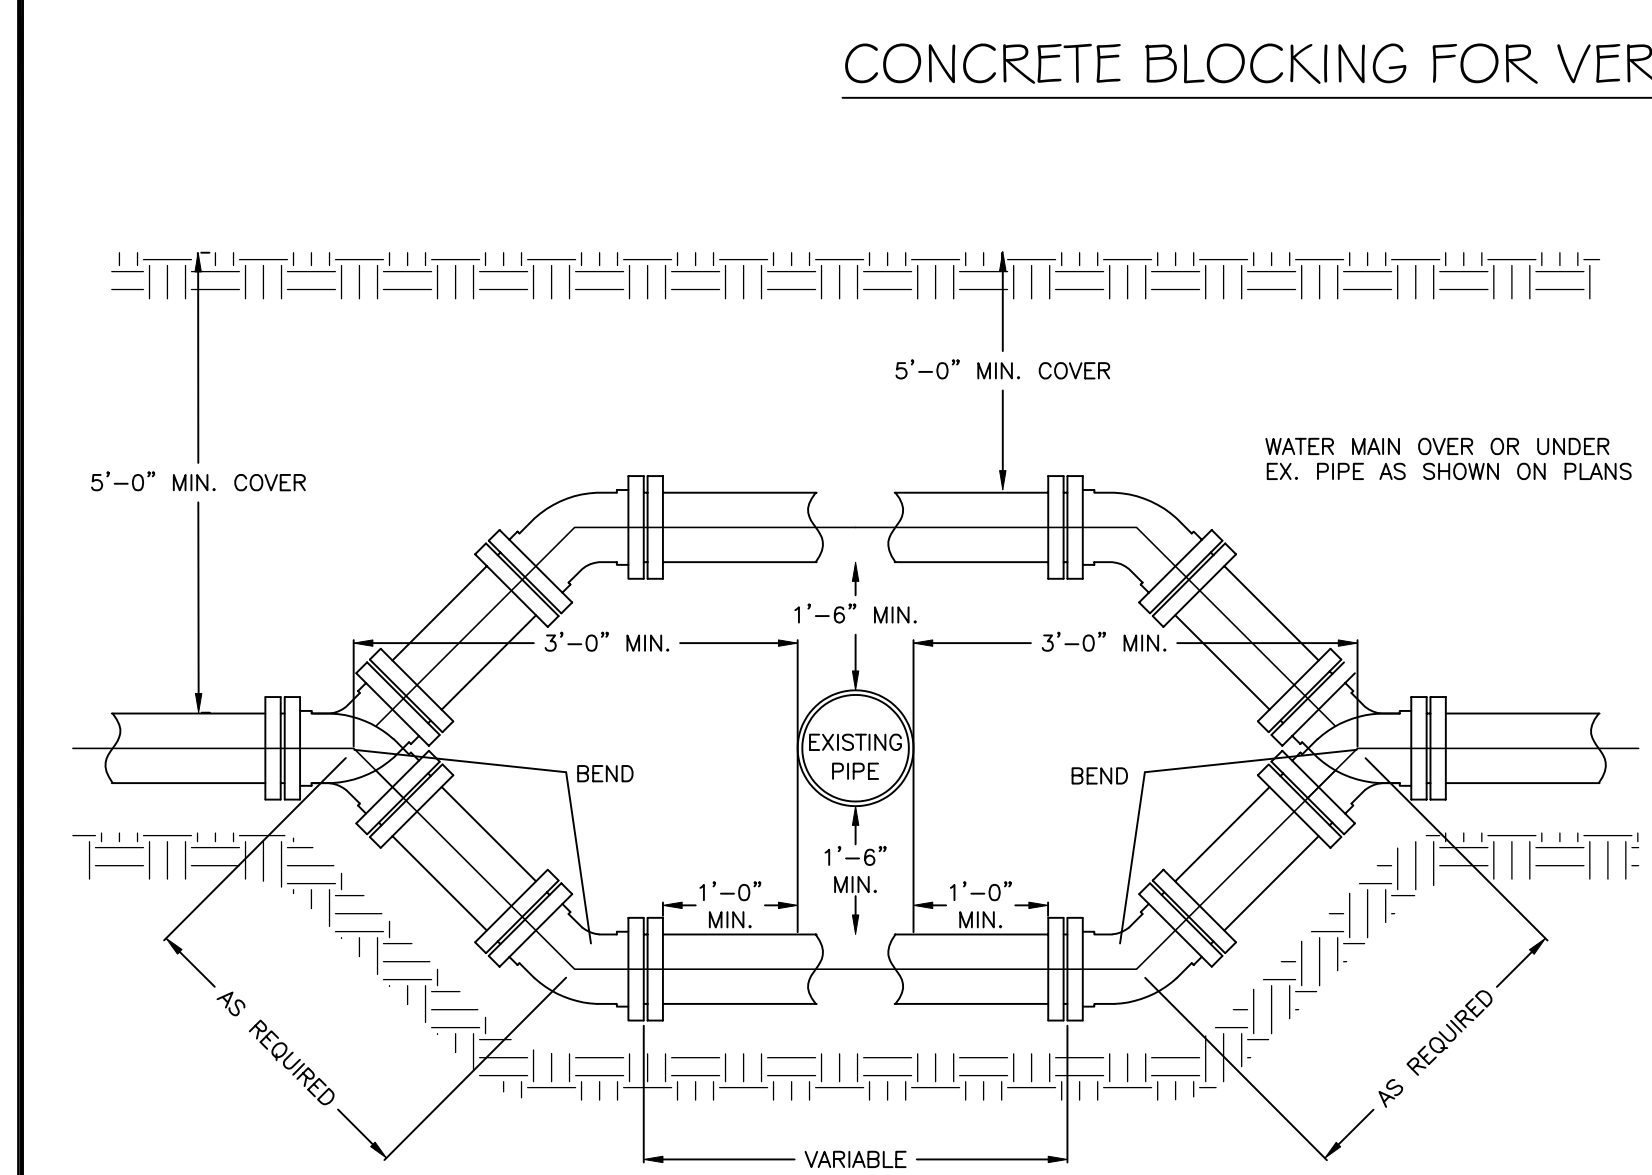 CONCRETE BLOCKING FOR VER
5'-0" MIN. COVER
WATER MAIN OVER OR UNDER
EX. PIPE AS SHOWN ON PLANS
5'-0" MIN. COVER
1'-6" MIN.
3'-0" MIN.
3'-0" MIN.
EXISTING
PIPE
BEND
BEND
1'-6"
MIN.
1'-0"
MIN.
1'-0"
MIN.
AS REQUIRED
AS REQUIRED
VARIABLE